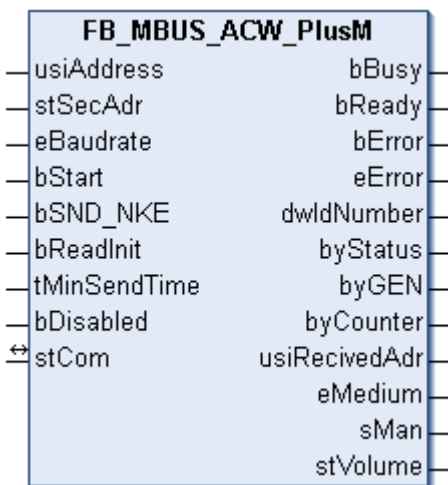 FB_MBUS_ACW_PlusM
usiAddress bBusy
stSecAdr bReady
eBaudrate bError
bStart eError
bSND_NKE dwIdNumber
bReadInit byStatus
tMinSendTime byGEN
bDisabled byCounter
stCom usiRecivedAdr
eMedium
sMan
stVolume